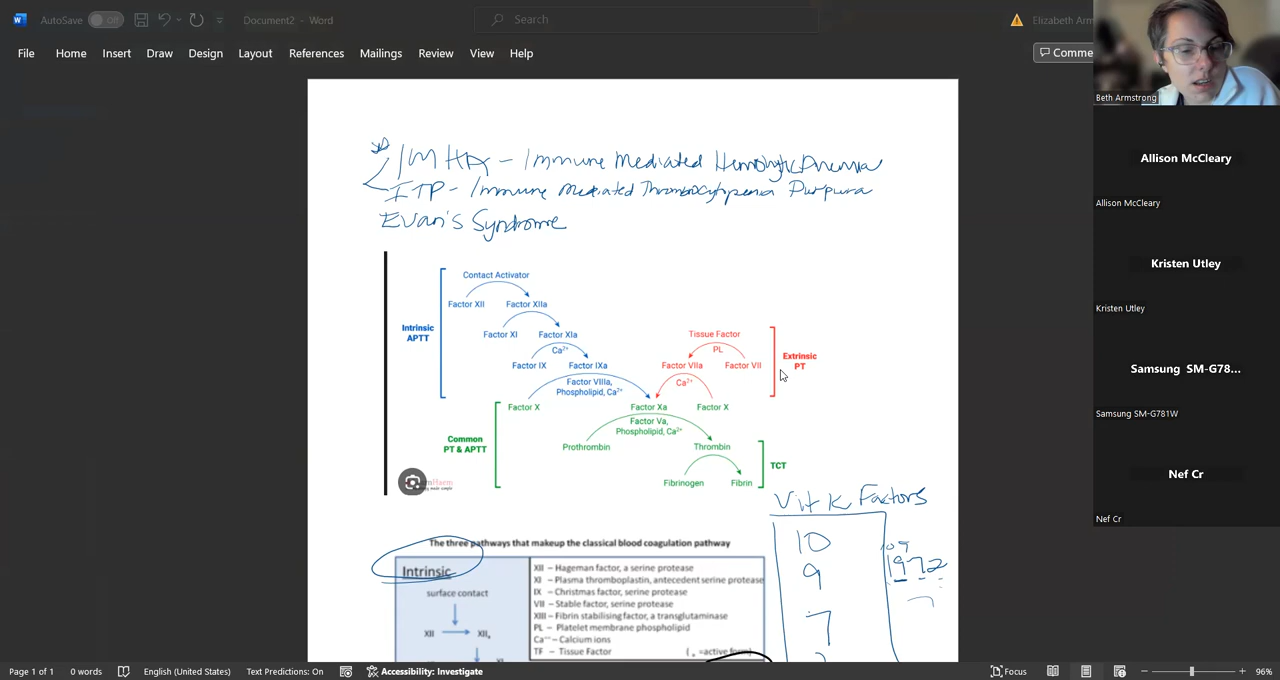 AutoSave Off Document2 - Word Search Elizabeth Arm
File Home Insert Draw Design Layout References Mailings Review View Help Comme
Beth Armstrong
Allison McCleary
Allison McCleary
Kristen Utley
Kristen Utley
Samsung SM-G78...
Samsung SM-G781W
Nef Cr
Nef Cr
IMHA - Immune Mediated Hemolytic Anemia
ITP - Immune Mediated Thrombocytopenia Purpura
Evan's Syndrome
Contact Activator
Factor XII Factor XIIa
Intrinsic
APTT
Factor XI Factor XIa
Ca2+
Factor IX Factor IXa
Factor VIIIa,
Phospholipid, Ca2+
Tissue Factor
PL
Factor VIIa Factor VII
Ca2+
Extrinsic
PT
Factor X Factor Xa Factor X
Factor Va,
Phospholipid, Ca2+
Common
PT & APTT
Prothrombin Thrombin
TCT
Fibrinogen Fibrin
Vit K Factors
10
9
7
109
1972
The three pathways that makeup the classical blood coagulation pathway
Intrinsic
surface contact
XII XIIa
XII – Hageman factor, a serine protease
XI – Plasma thromboplastin, antecedent serine protease
IX – Christmas factor, serine protease
VII – Stable factor, serine protease
XIII – Fibrin stabilising factor, a transglutaminase
PL – Platelet membrane phospholipid
Ca++ – Calcium ions
TF – Tissue Factor (a =active form)
Page 1 of 1 0 words English (United States) Text Predictions: On Accessibility: Investigate Focus 96%